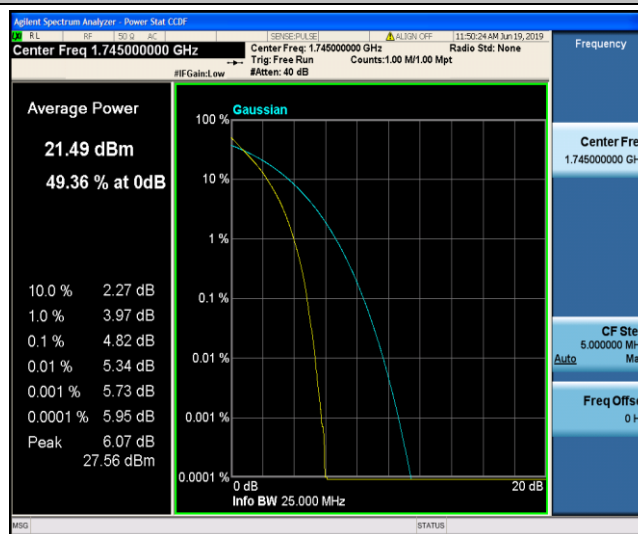 Agilent Spectrum Analyzer - Power Stat CCDF
RL RF 50 Ω AC SENSE:PULSE ALIGN OFF 11:50:24 AM Jun 19, 2019
Center Freq 1.745000000 GHz
Center Freq: 1.745000000 GHz Radio Std: None
Trig: Free Run Counts:1.00 M/1.00 Mpt
#IFGain:Low #Atten: 40 dB
Frequency
Average Power
21.49 dBm
49.36 % at 0dB
10.0 % 2.27 dB
1.0 % 3.97 dB
0.1 % 4.82 dB
0.01 % 5.34 dB
0.001 % 5.73 dB
0.0001 % 5.95 dB
Peak 6.07 dB
27.56 dBm
Gaussian
100 %
10 %
1 %
0.1 %
0.01 %
0.001 %
0.0001 %
0 dB 20 dB
Info BW 25.000 MHz
Center Fre
1.745000000 GH
CF Ste
5.000000 MH
Auto Ma
Freq Offse
0 H
MSG STATUS